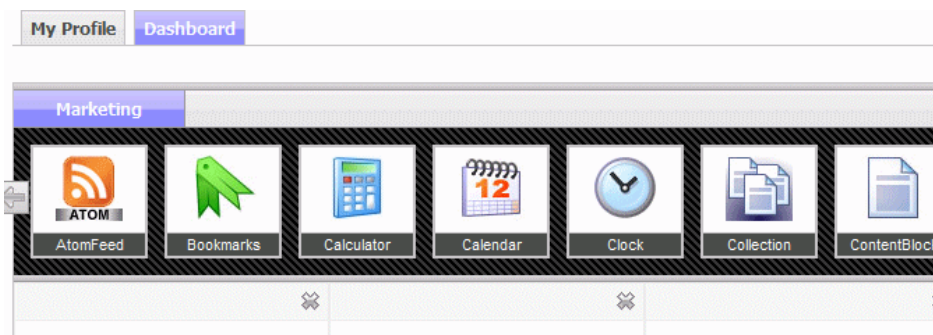 My Profile Dashboard
Marketing
12
ATOM
AtomFeed Bookmarks Calculator Calendar Clock Collection ContentBlock